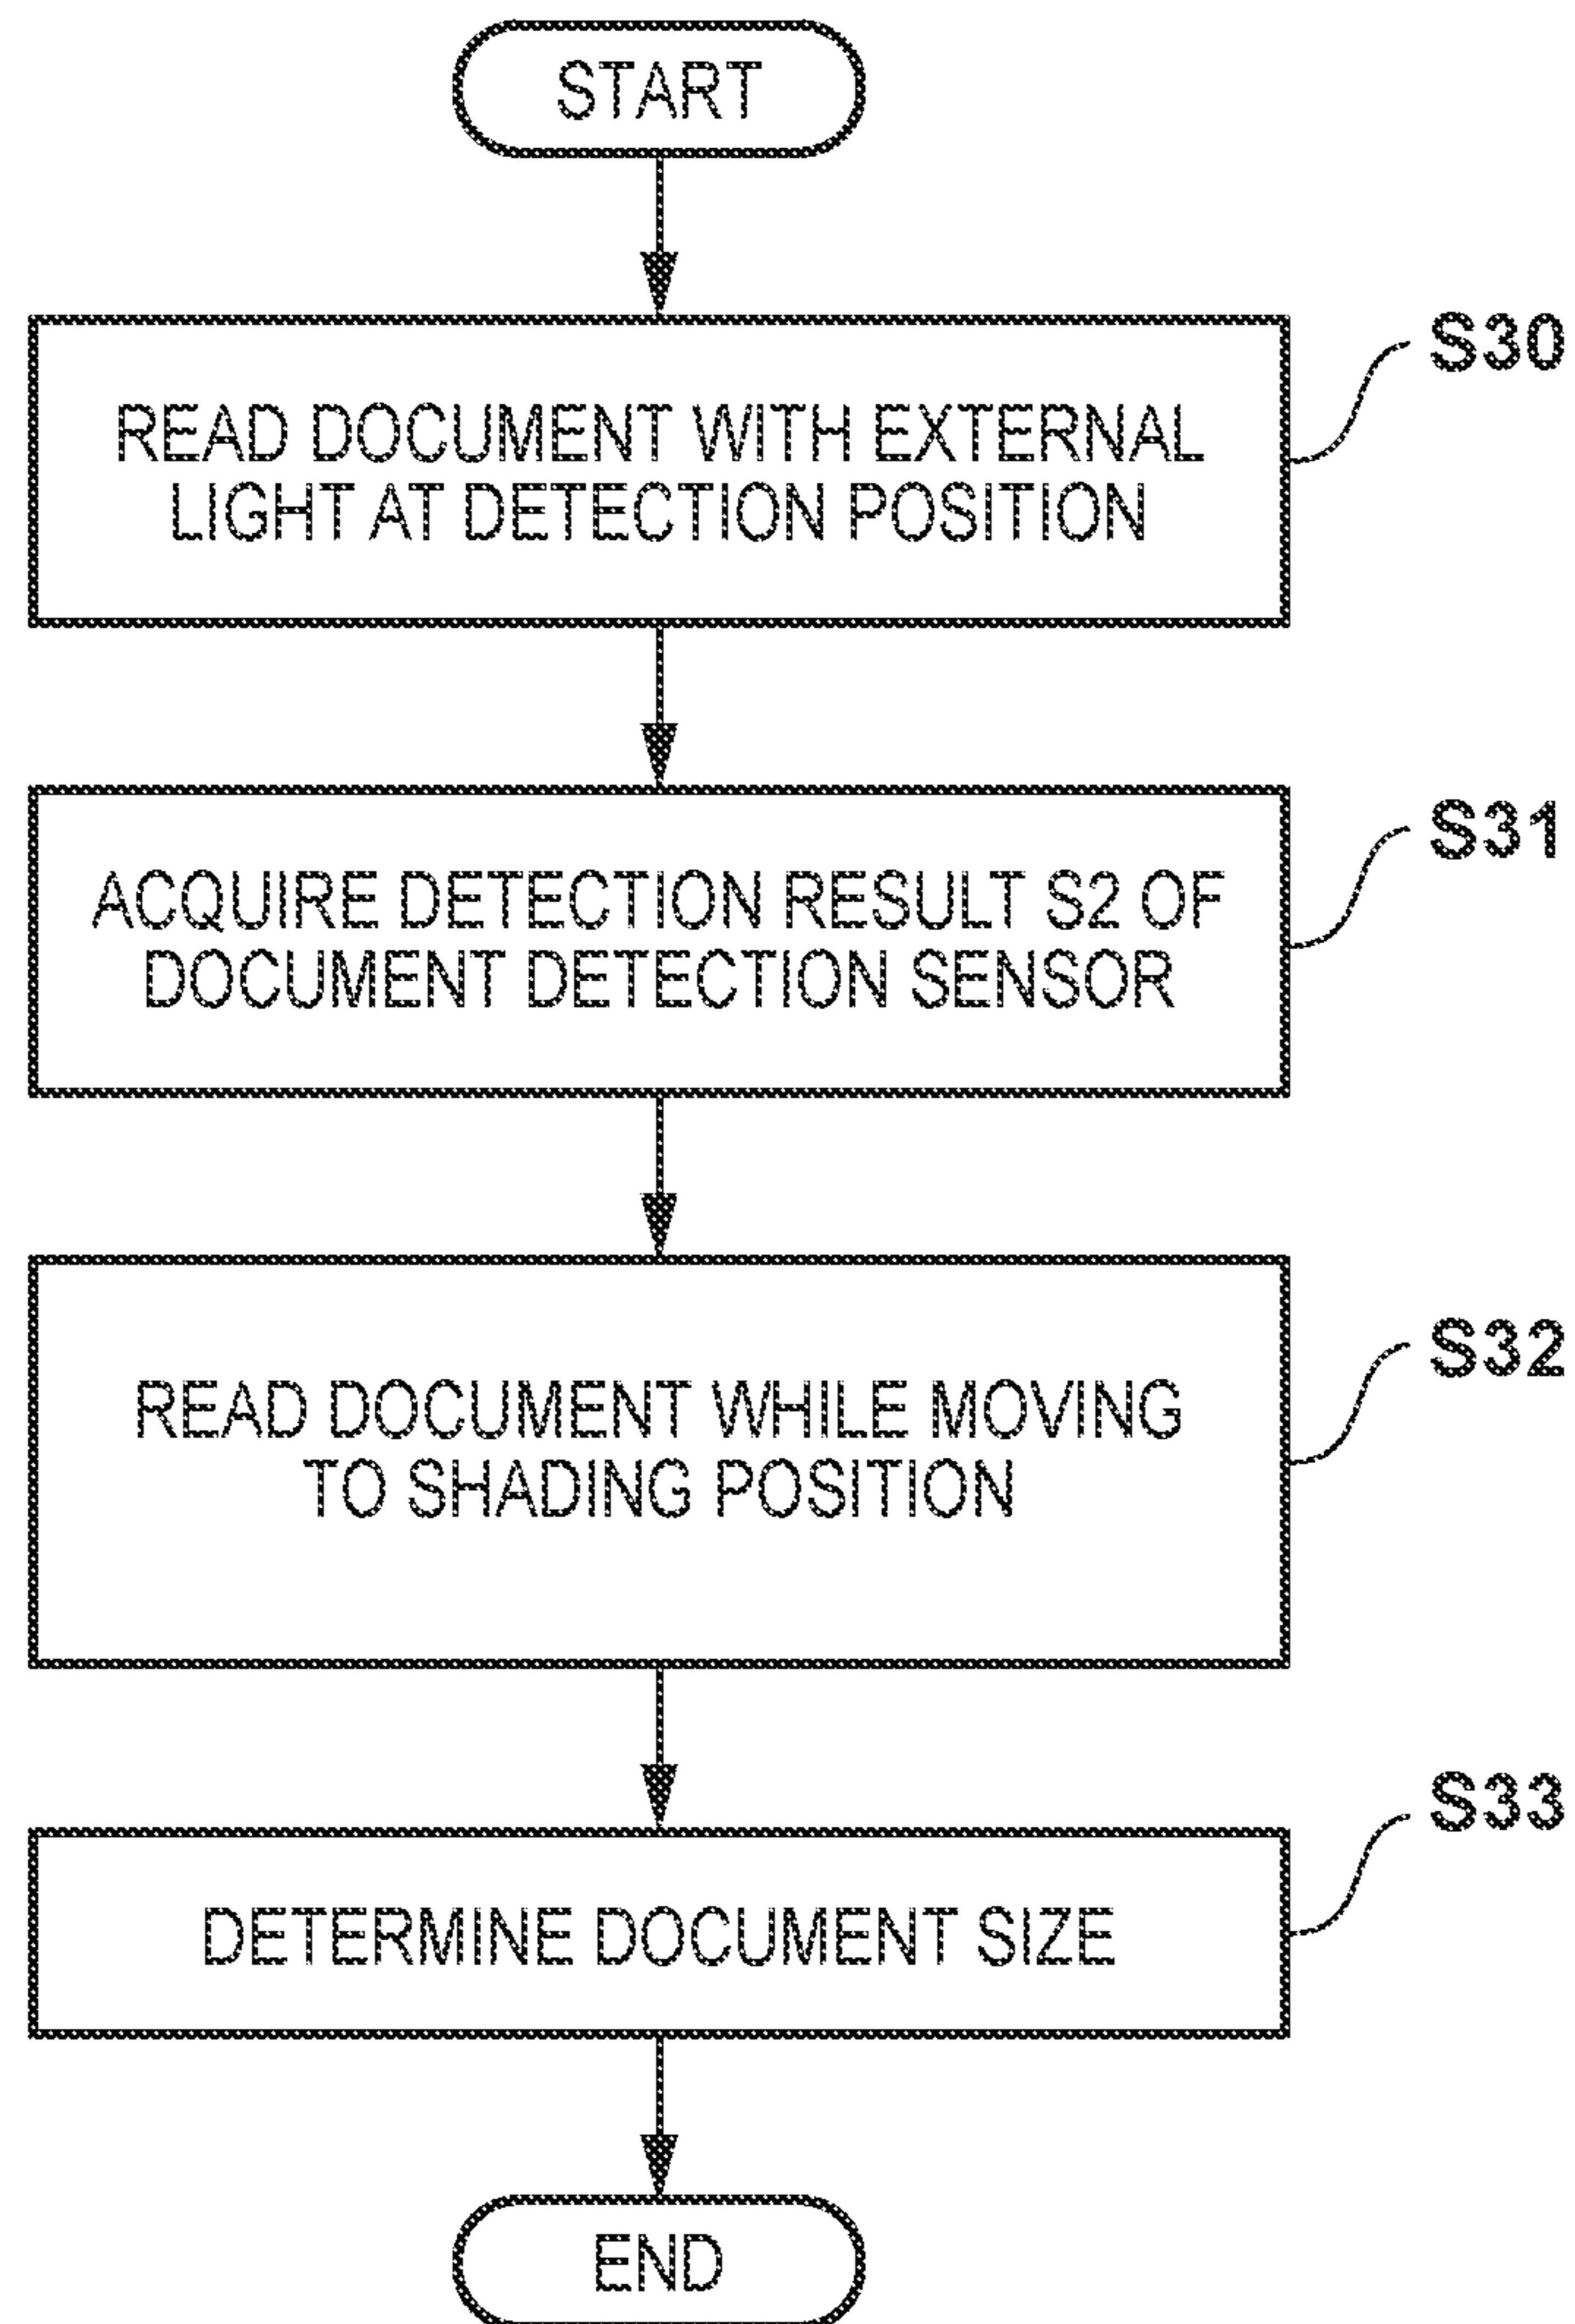 START
S30
READ DOCUMENT WITH EXTERNAL
LIGHT AT DETECTION POSITION
S31
ACQUIRE DETECTION RESULT S2 OF
DOCUMENT DETECTION SENSOR
S32
READ DOCUMENT WHILE MOVING
TO SHADING POSITION
S33
DETERMINE DOCUMENT SIZE
END